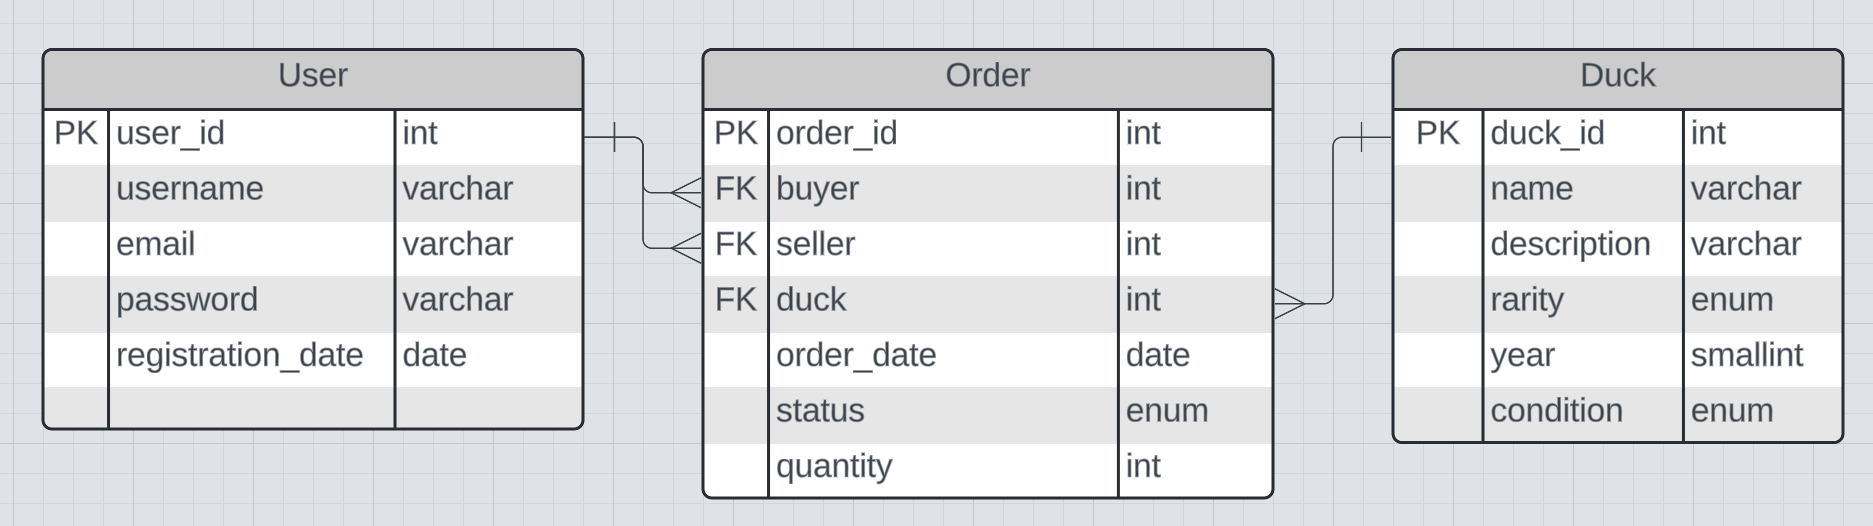 User
PK user_id int
username varchar
email varchar
password varchar
registration_date date
Order
PK order_id int
FK buyer int
FK seller int
FK duck int
order_date date
status enum
quantity int
Duck
PK duck_id int
name varchar
description varchar
rarity enum
year smallint
condition enum